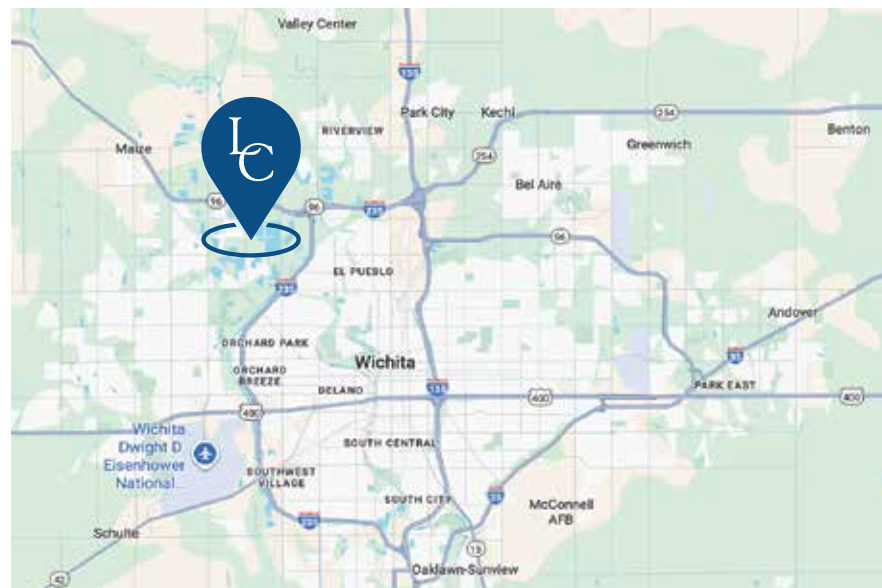 Valley Center
135
Park City
Kechi
254
Benton
RIVERVIEW
L
C
Maize
254
Greenwich
Bel Aire
96
96
235
96
EL PUEBLO
235
Andover
ORCHARD PARK
Wichita
35
ORCHARD
BREEZE
DELANO
135
PARK EAST
400
400
400
Wichita
Dwight D
Eisenhower
National...
SOUTH CENTRAL
SOUTHWEST
VILLAGE
SOUTH CITY
35
McConnell
AFB
235
Schulte
15
Oaklawn-Sunview
42